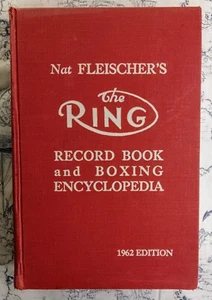 Nat FLEISCHER'S
The
RING
RECORD BOOK
and BOXING
ENCYCLOPEDIA
1962 EDITION